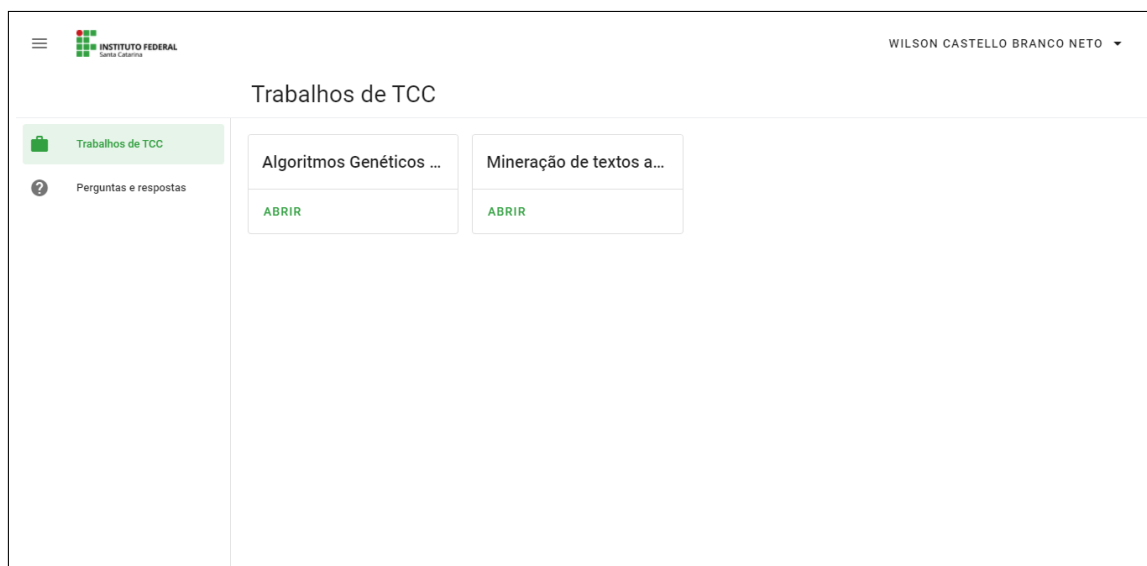 INSTITUTO FEDERAL
Santa Catarina
WILSON CASTELLO BRANCO NETO
Trabalhos de TCC
Trabalhos de TCC
Perguntas e respostas
Algoritmos Genéticos ...
ABRIR
Mineração de textos a...
ABRIR